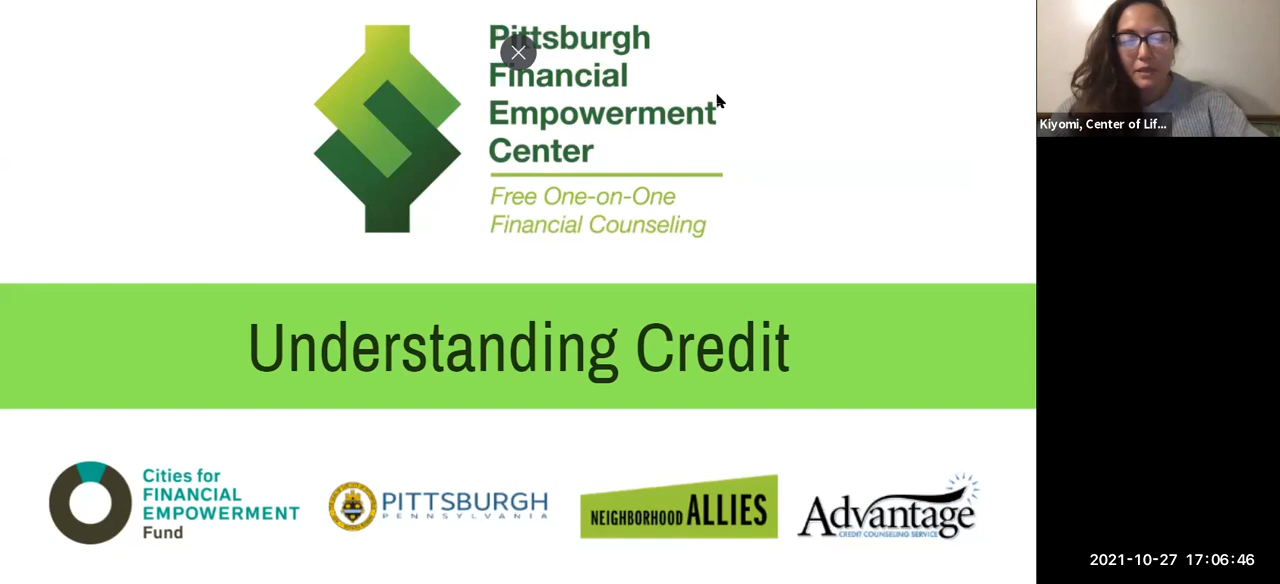 Pittsburgh
Financial
Empowerment
Center
Free One-on-One
Financial Counseling
Understanding Credit
Cities for
FINANCIAL
EMPOWERMENT
Fund
PITTSBURGH
PENNSYLVANIA
NEIGHBORHOOD ALLIES
Advantage
CREDIT COUNSELING SERVICE
Kiyomi, Center of Lif...
2021-10-27 17:06:46